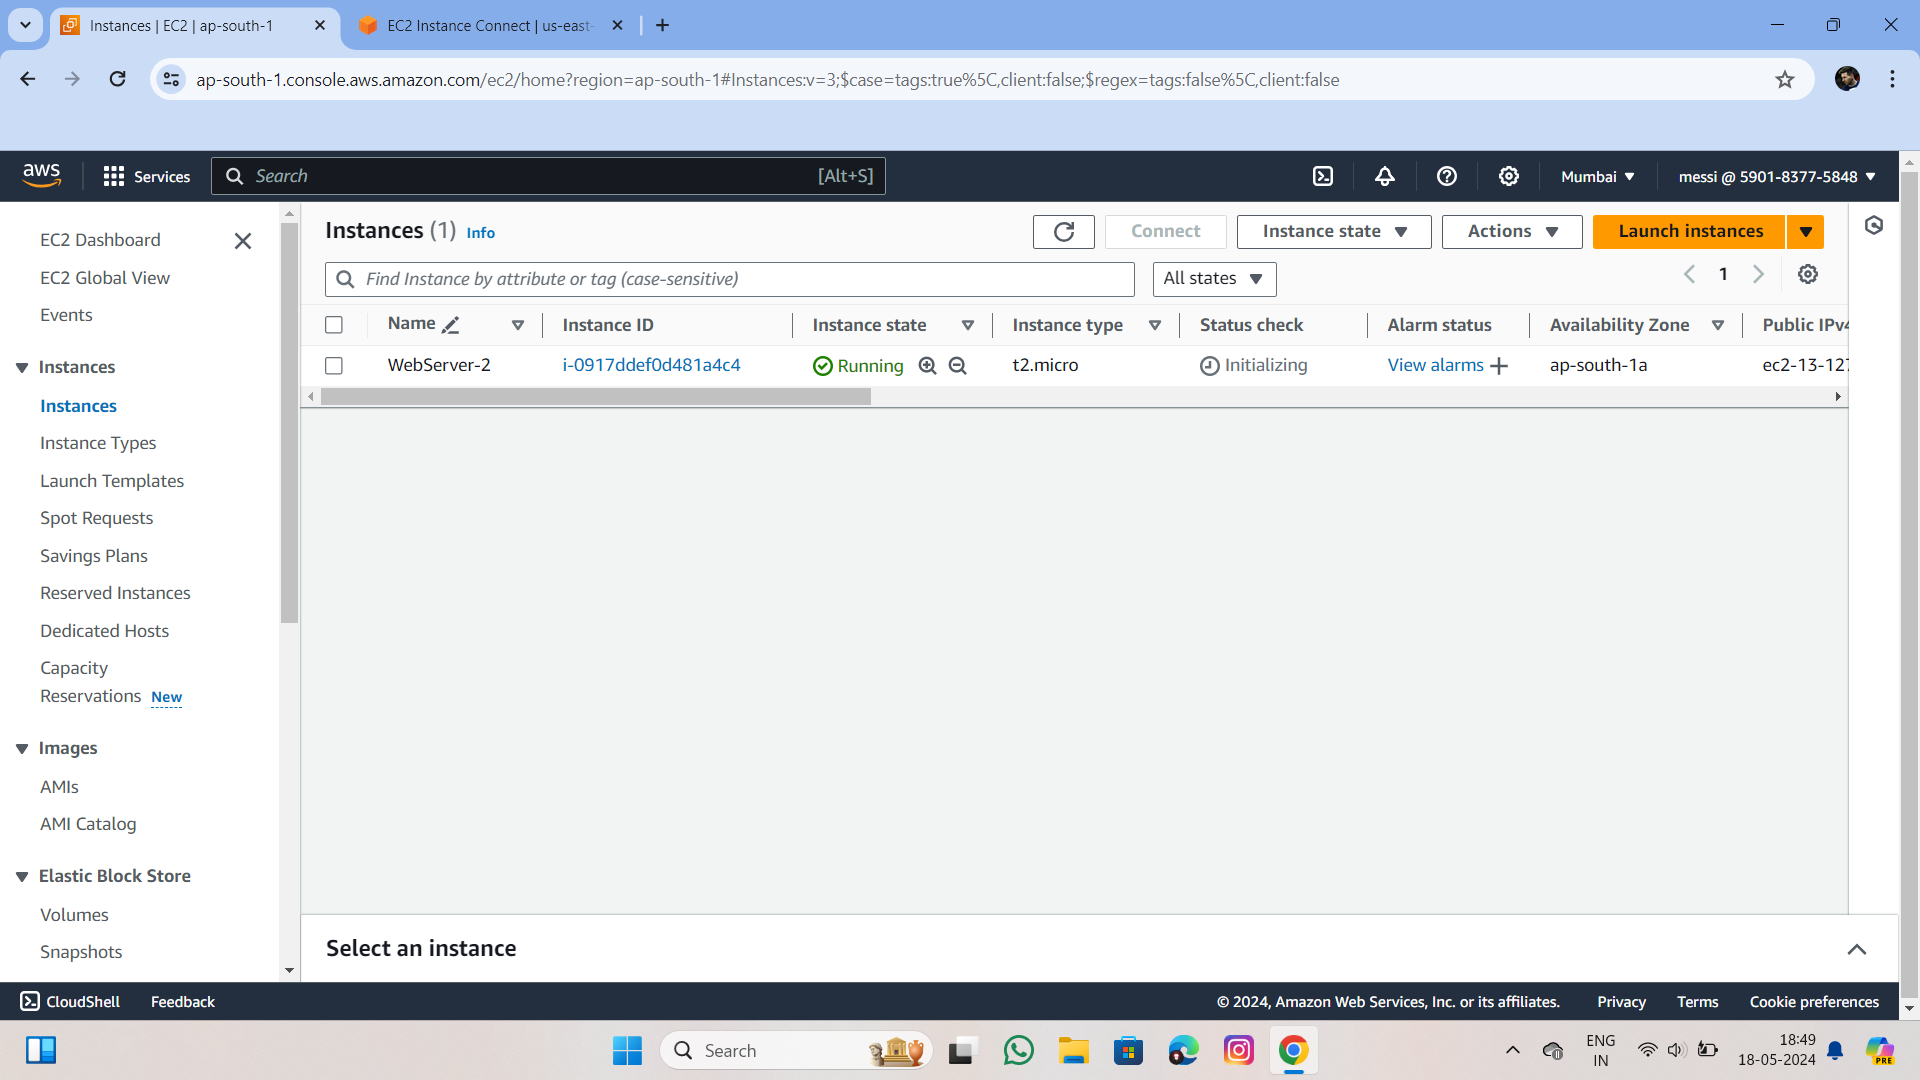 Instances | EC2 | ap-south-1
EC2 Instance Connect | us-east-
ap-south-1.console.aws.amazon.com/ec2/home?region=ap-south-1#Instances:v=3;$case=tags:true%5C,client:false;$regex=tags:false%5C,client:false
aws
Services
Search
[Alt+S]
Mumbai
messi @ 5901-8377-5848
EC2 Dashboard
EC2 Global View
Events
Instances
Instances
Instance Types
Launch Templates
Spot Requests
Savings Plans
Reserved Instances
Dedicated Hosts
Capacity
Reservations New
Images
AMIs
AMI Catalog
Elastic Block Store
Volumes
Snapshots
Instances (1) Info
Connect
Instance state
Actions
Launch instances
Find Instance by attribute or tag (case-sensitive)
All states
1
Name Instance ID Instance state Instance type Status check Alarm status Availability Zone Public IPv4
WebServer-2 i-0917ddef0d481a4c4 Running t2.micro Initializing View alarms + ap-south-1a ec2-13-127
Select an instance
CloudShell Feedback © 2024, Amazon Web Services, Inc. or its affiliates. Privacy Terms Cookie preferences
Search
ENG
IN
18:49
18-05-2024
PRE